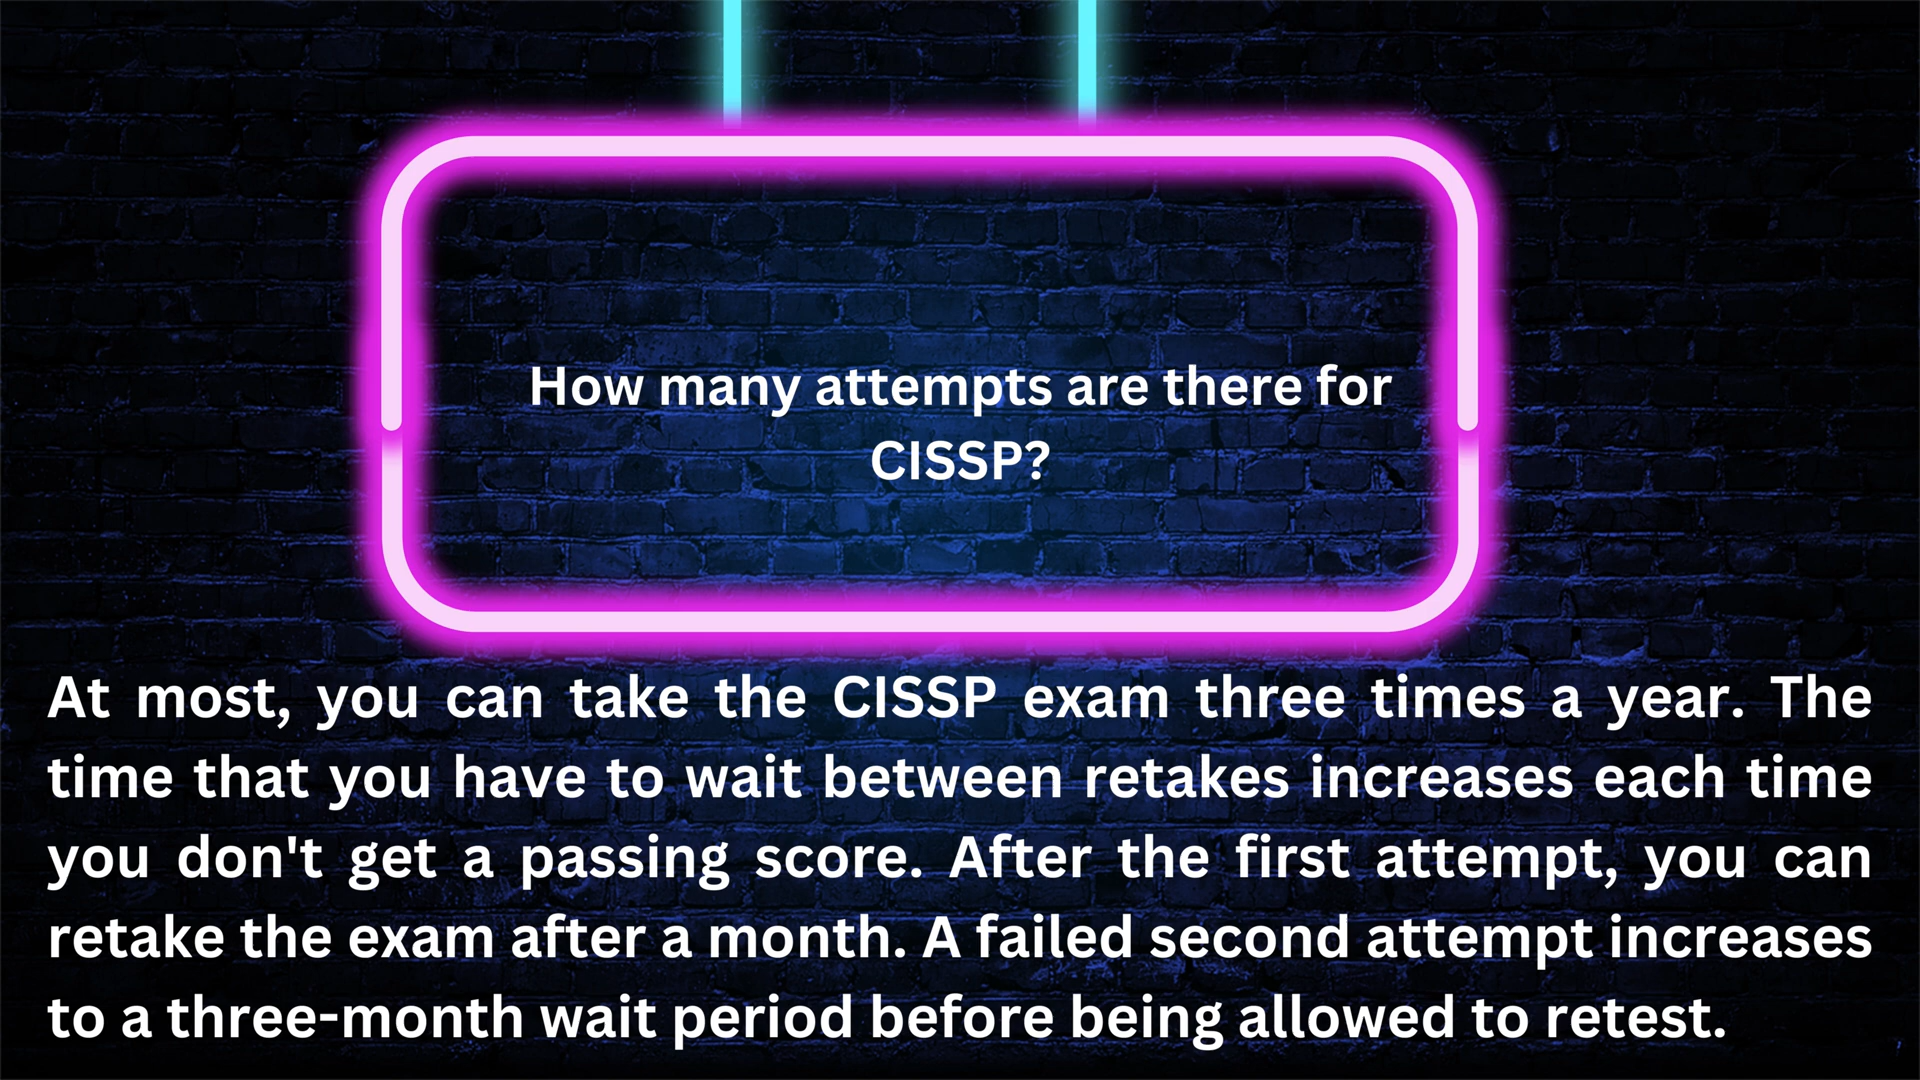 How many attempts are there for
CISSP?
At most, you can take the CISSP exam three times a year. The
time that you have to wait between retakes increases each time
you don't get a passing score. After the first attempt, you can
retake the exam after a month. A failed second attempt increases
to a three-month wait period before being allowed to retest.